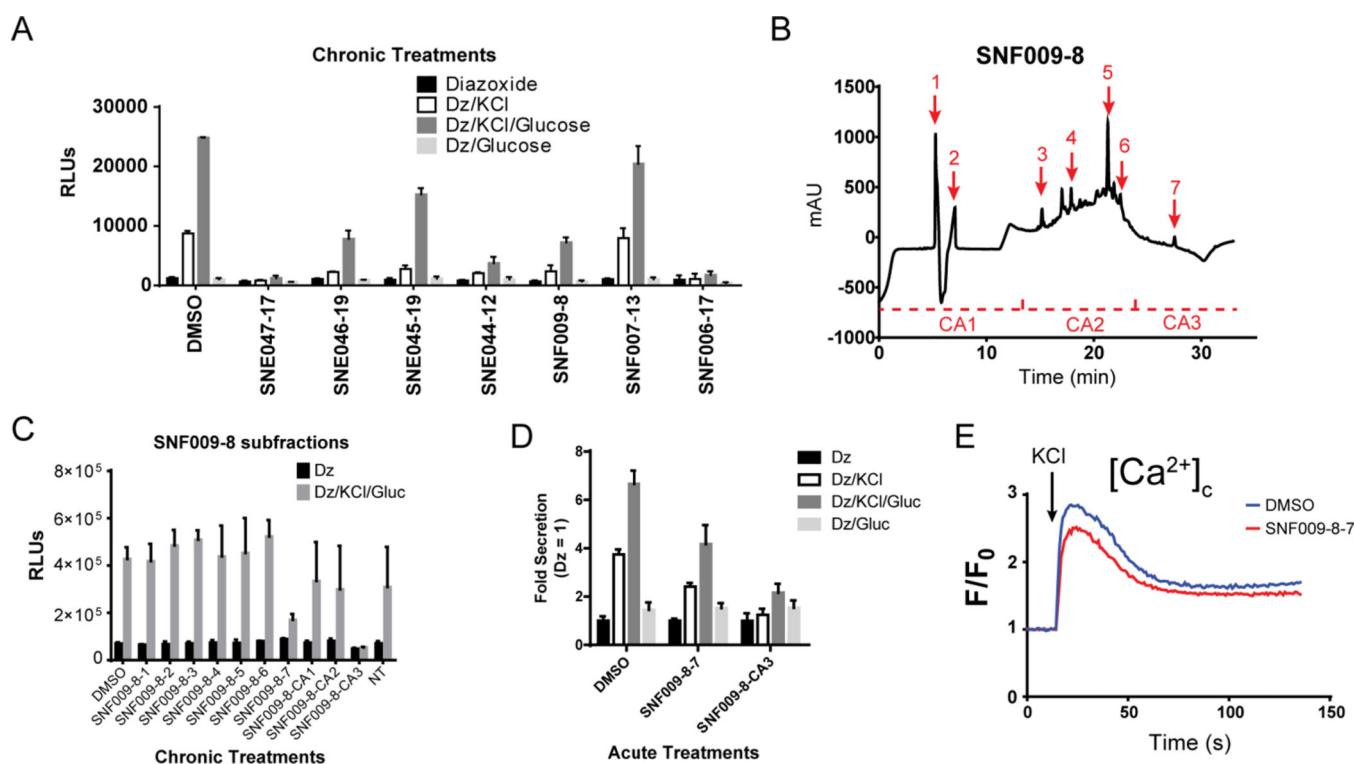 A
Chronic Treatments
Diazoxide
Dz/KCl
Dz/KCl/Glucose
Dz/Glucose
RLUs
30000
20000
10000
0
DMSO
SNE047-17
SNE046-19
SNE045-19
SNE044-12
SNF009-8
SNF007-13
SNF006-17
B
SNF009-8
mAU
1500
1000
500
0
-500
-1000
1
2
3
4
5
6
7
CA1
CA2
CA3
0
10
20
30
Time (min)
C
SNF009-8 subfractions
Dz
Dz/KCl/Gluc
RLUs
8×10⁵
6×10⁵
4×10⁵
2×10⁵
0
DMSO
SNF009-8-1
SNF009-8-2
SNF009-8-3
SNF009-8-4
SNF009-8-5
SNF009-8-6
SNF009-8-7
SNF009-8-CA1
SNF009-8-CA2
SNF009-8-CA3
NT
Chronic Treatments
D
Dz
Dz/KCl
Dz/KCl/Gluc
Dz/Gluc
Fold Secretion
(Dz = 1)
8
6
4
2
0
DMSO
SNF009-8-7
SNF009-8-CA3
Acute Treatments
E
KCl
[Ca²⁺]c
DMSO
SNF009-8-7
F/F₀
3
2
1
0
0
50
100
150
Time (s)